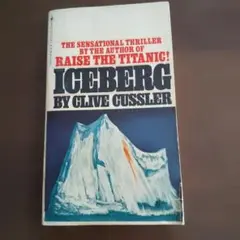 THE SENSATIONAL THRILLER
BY THE AUTHOR OF
RAISE THE TITANIC!
ICEBERG
BY CLIVE CUSSLER